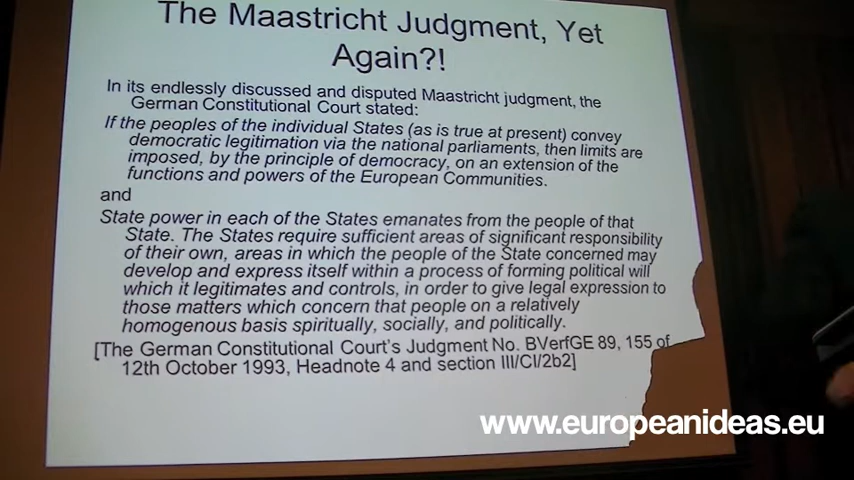 The Maastricht Judgment, Yet
Again?!
In its endlessly discussed and disputed Maastricht judgment, the
German Constitutional Court stated:
If the peoples of the individual States (as is true at present) convey
democratic legitimation via the national parliaments, then limits are
imposed, by the principle of democracy, on an extension of the
functions and powers of the European Communities.
and
State power in each of the States emanates from the people of that
State. The States require sufficient areas of significant responsibility
of their own, areas in which the people of the State concerned may
develop and express itself within a process of forming political will
which it legitimates and controls, in order to give legal expression to
those matters which concern that people on a relatively
homogenous basis spiritually, socially, and politically.
[The German Constitutional Court's Judgment No. BVerfGE 89, 155 of
12th October 1993, Headnote 4 and section III/CI/2b2]
www.europeanideas.eu